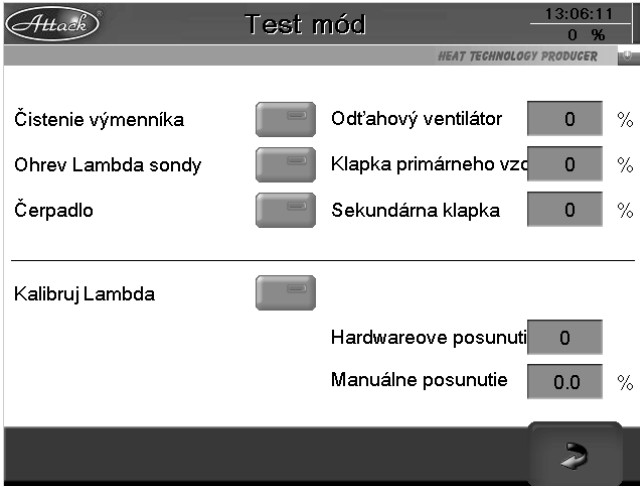 Attack®
Test mód
13:06:11
0 %
HEAT TECHNOLOGY PRODUCER
Čistenie výmenníka
Odťahový ventilátor 0 %
Ohrev Lambda sondy
Klapka primárneho vzd 0 %
Čerpadlo
Sekundárna klapka 0 %
Kalibruj Lambda
Hardwareove posunuti 0
Manuálne posunutie 0.0 %